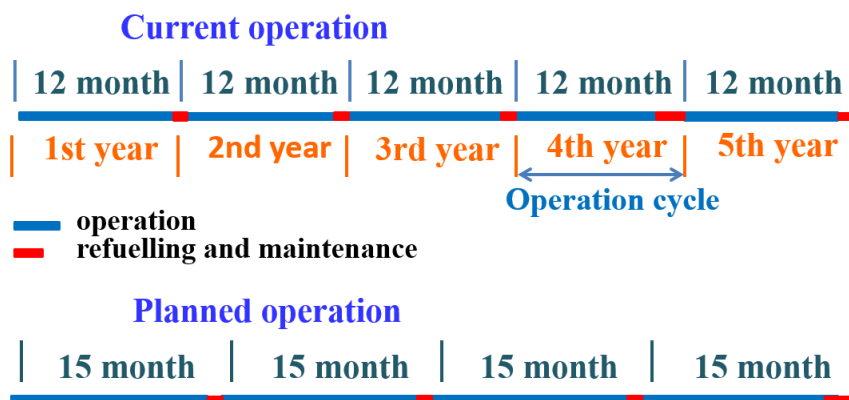 Current operation
12 month 12 month 12 month 12 month 12 month
1st year 2nd year 3rd year 4th year 5th year
Operation cycle
operation
refuelling and maintenance
Planned operation
15 month 15 month 15 month 15 month